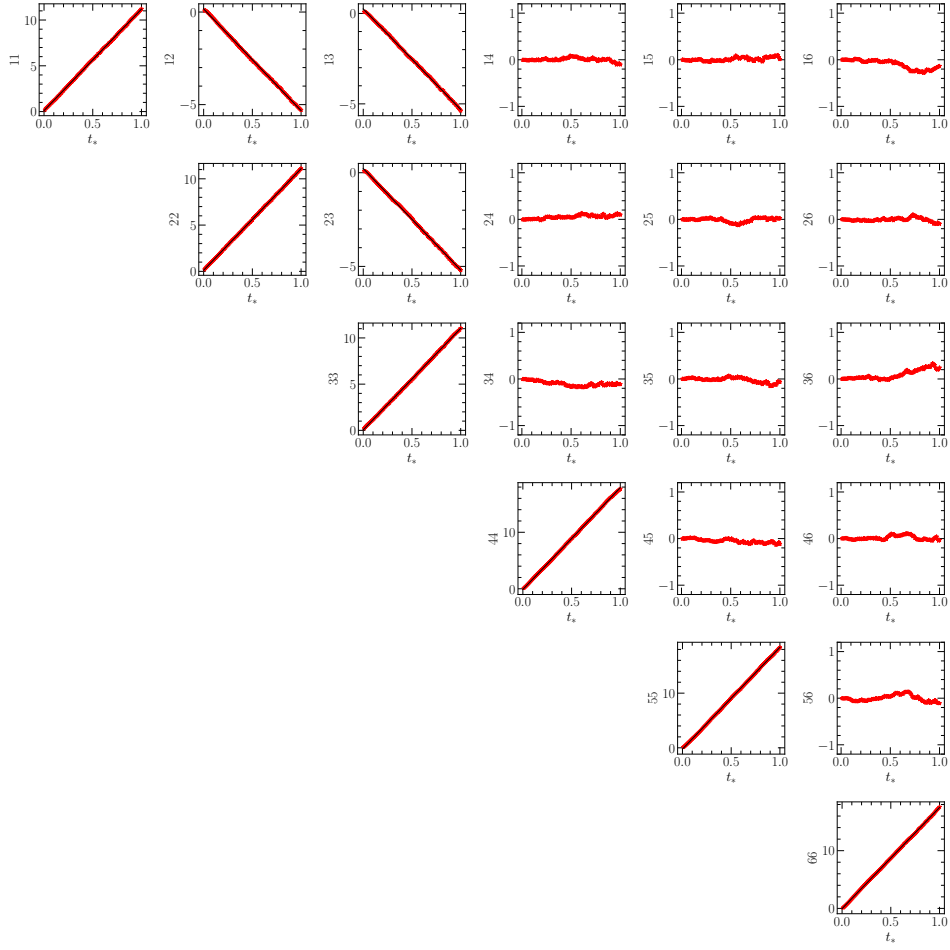 11 10 5 0 0.0 0.5 1.0 t*
12 0 −5 0.0 0.5 1.0 t*
13 0 −5 0.0 0.5 1.0 t*
14 1 0 −1 0.0 0.5 1.0 t*
15 1 0 −1 0.0 0.5 1.0 t*
16 1 0 −1 0.0 0.5 1.0 t*
22 10 5 0 0.0 0.5 1.0 t*
23 0 −5 0.0 0.5 1.0 t*
24 1 0 −1 0.0 0.5 1.0 t*
25 1 0 −1 0.0 0.5 1.0 t*
26 1 0 −1 0.0 0.5 1.0 t*
33 10 5 0 0.0 0.5 1.0 t*
34 1 0 −1 0.0 0.5 1.0 t*
35 1 0 −1 0.0 0.5 1.0 t*
36 1 0 −1 0.0 0.5 1.0 t*
44 10 0 0.0 0.5 1.0 t*
45 1 0 −1 0.0 0.5 1.0 t*
46 1 0 −1 0.0 0.5 1.0 t*
55 10 0 0.0 0.5 1.0 t*
56 1 0 −1 0.0 0.5 1.0 t*
66 10 0 0.0 0.5 1.0 t*